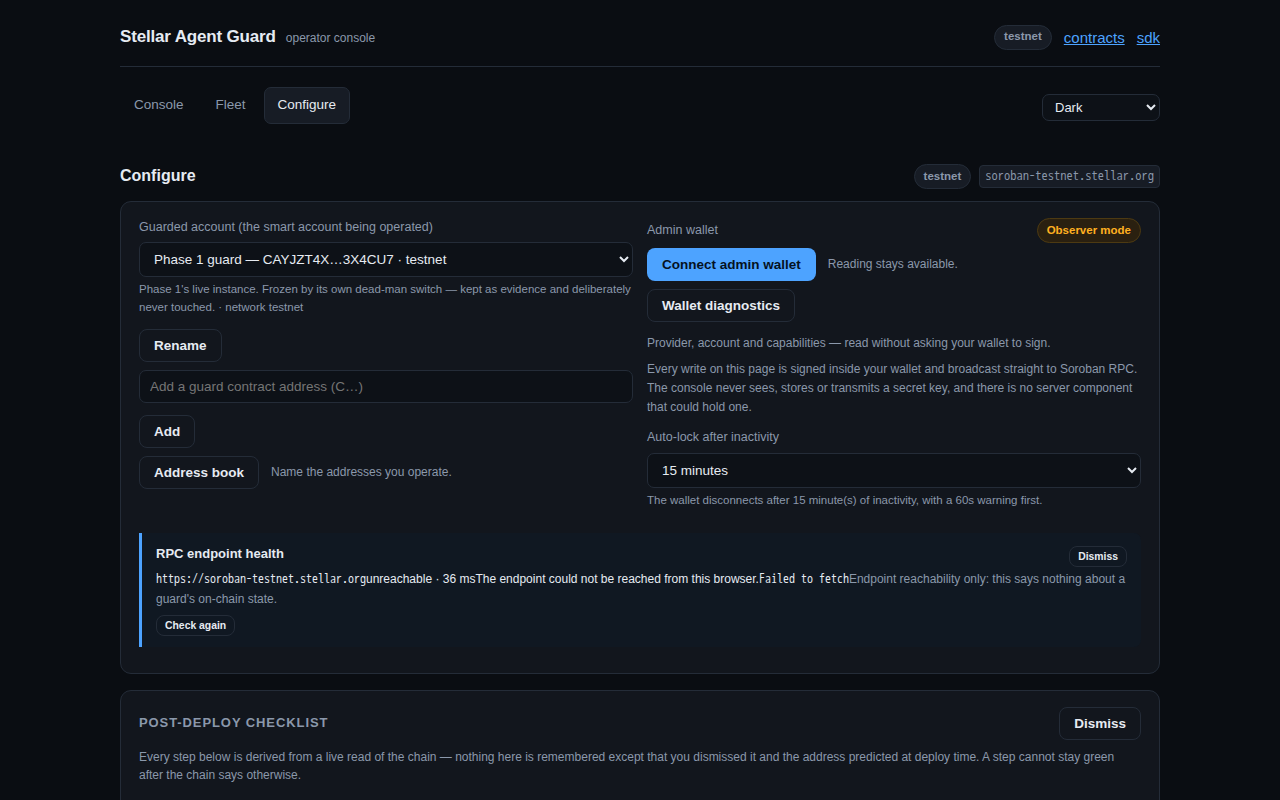 Stellar Agent Guard operator console
testnet contracts sdk
Console Fleet Configure
Dark
Configure
testnet soroban-testnet.stellar.org
Guarded account (the smart account being operated)
Phase 1 guard — CAYJZT4X…3X4CU7 · testnet
Phase 1's live instance. Frozen by its own dead-man switch — kept as evidence and deliberately
never touched. · network testnet
Rename
Add a guard contract address (C…)
Add
Address book Name the addresses you operate.
Admin wallet Observer mode
Connect admin wallet Reading stays available.
Wallet diagnostics
Provider, account and capabilities — read without asking your wallet to sign.
Every write on this page is signed inside your wallet and broadcast straight to Soroban RPC.
The console never sees, stores or transmits a secret key, and there is no server component
that could hold one.
Auto-lock after inactivity
15 minutes
The wallet disconnects after 15 minute(s) of inactivity, with a 60s warning first.
RPC endpoint health Dismiss
https://soroban-testnet.stellar.orgunreachable · 36 msThe endpoint could not be reached from this browser.Failed to fetchEndpoint reachability only: this says nothing about a
guard's on-chain state.
Check again
POST-DEPLOY CHECKLIST Dismiss
Every step below is derived from a live read of the chain — nothing here is remembered except that you dismissed it and the address predicted at deploy time. A step cannot stay green
after the chain says otherwise.